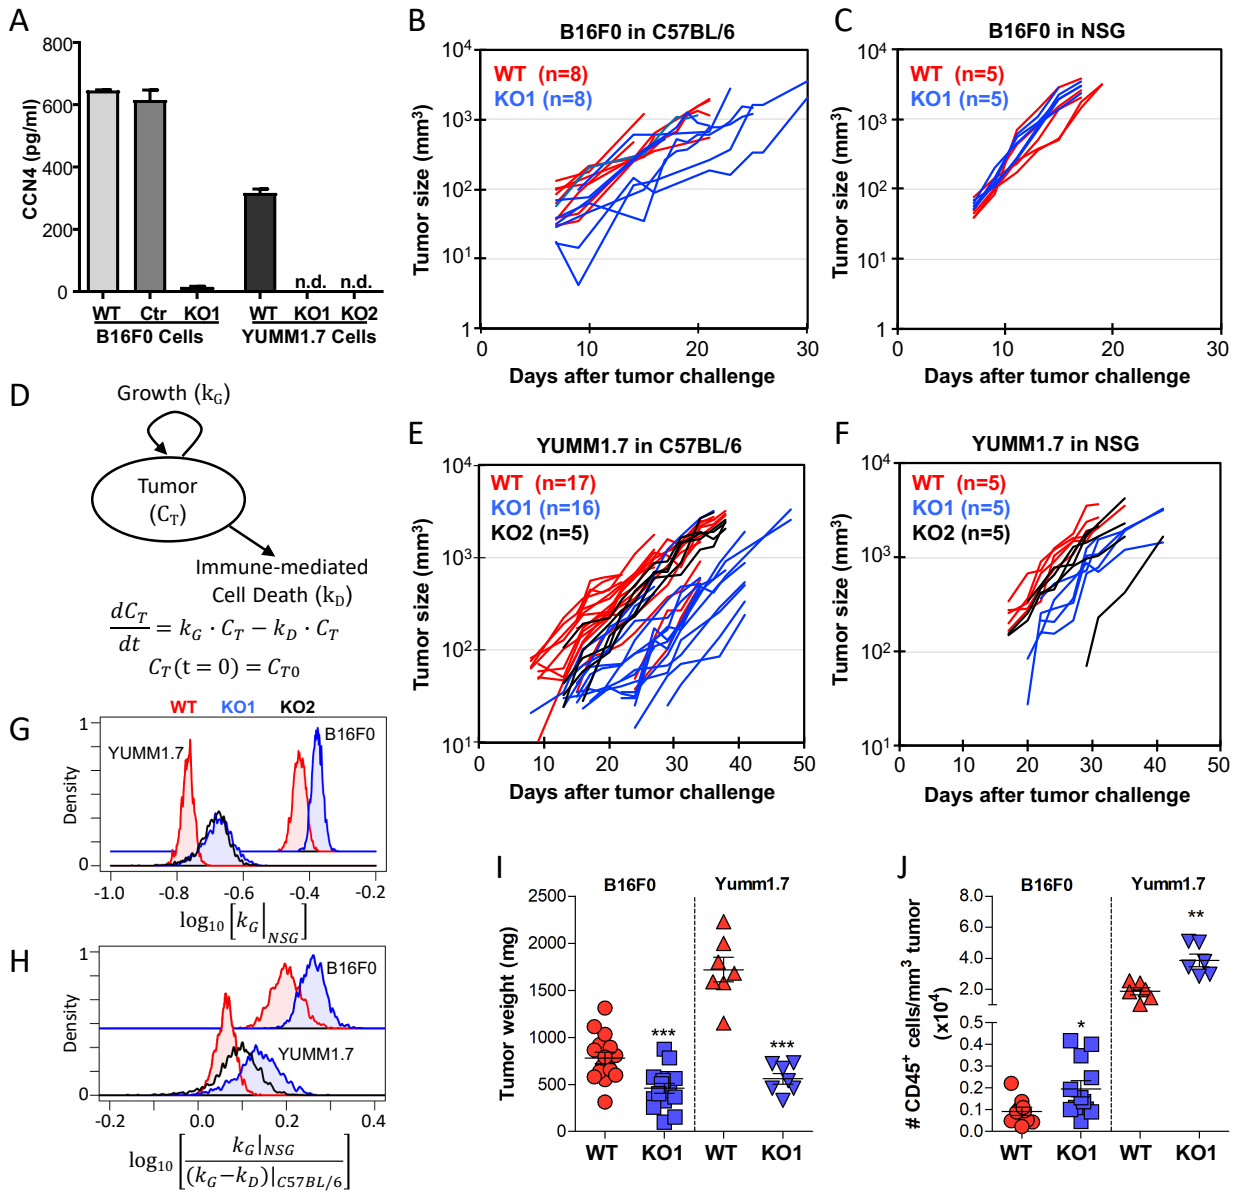 A
800
600
400
200
0
CCN4 (pg/ml)
n.d. n.d.
WT Ctr KO1 WT KO1 KO2
B16F0 Cells YUMM1.7 Cells
B
B16F0 in C57BL/6
WT (n=8)
KO1 (n=8)
10⁴
10³
10²
10¹
1
Tumor size (mm³)
0 10 20 30
Days after tumor challenge
C
B16F0 in NSG
WT (n=5)
KO1 (n=5)
10⁴
10³
10²
10¹
1
Tumor size (mm³)
0 10 20 30
Days after tumor challenge
D
Growth (k_G)
Tumor
(C_T)
Immune-mediated
Cell Death (k_D)
dC_T/dt = k_G · C_T − k_D · C_T
C_T(t = 0) = C_T0
E
YUMM1.7 in C57BL/6
WT (n=17)
KO1 (n=16)
KO2 (n=5)
10⁴
10³
10²
10¹
Tumor size (mm³)
0 10 20 30 40 50
Days after tumor challenge
F
YUMM1.7 in NSG
WT (n=5)
KO1 (n=5)
KO2 (n=5)
10⁴
10³
10²
10¹
Tumor size (mm³)
0 10 20 30 40 50
Days after tumor challenge
WT KO1 KO2
G
1
0
Density
YUMM1.7
B16F0
-1.0 -0.8 -0.6 -0.4 -0.2
log₁₀[k_G|_NSG]
H
1
0
Density
B16F0
YUMM1.7
-0.2 0.0 0.2 0.4
log₁₀[k_G|_NSG / (k_G−k_D)|_C57BL/6]
I
B16F0 Yumm1.7
2500
2000
1500
1000
500
0
Tumor weight (mg)
*** ***
WT KO1 WT KO1
J
B16F0 Yumm1.7
8.0
6.0
4.0
2.0
0.5
0.4
0.3
0.2
0.1
0.0
# CD45⁺ cells/mm³ tumor
(x10⁴)
* **
WT KO1 WT KO1